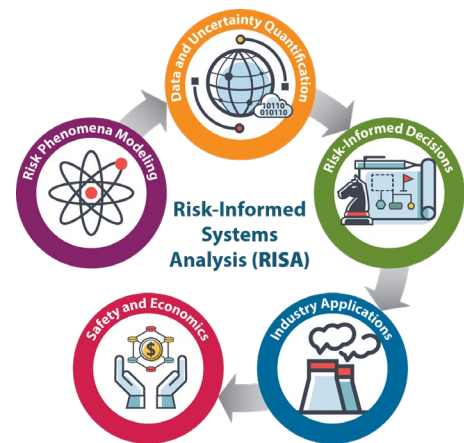 Data and Uncertainty Quantification
10110
010110
Risk Phenomena Modeling
Risk-Informed Decisions
Risk-Informed
Systems
Analysis (RISA)
Safety and Economics
$
Industry Applications